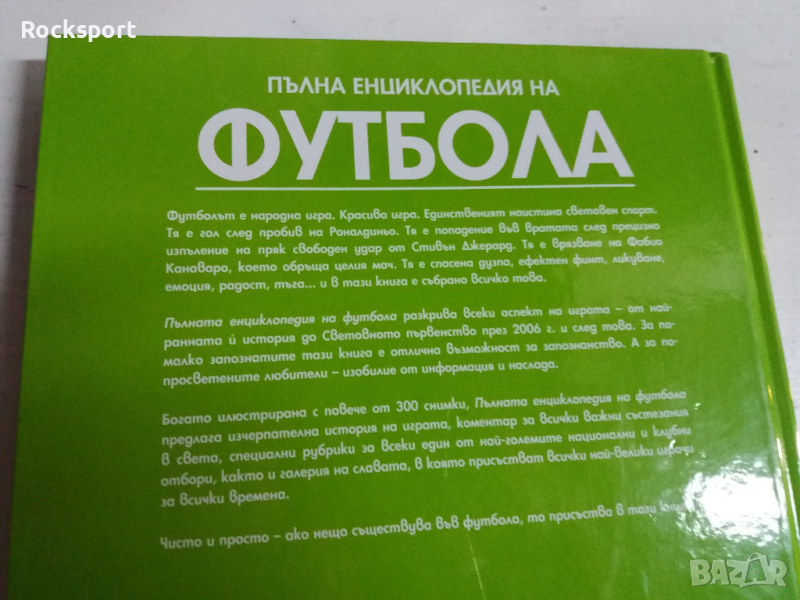 Rocksport
ПЪЛНА ЕНЦИКЛОПЕДИЯ НА
ФУТБОЛА
Футболът е народна игра. Красива игра. Единственият наистина световен спорт.
Тя е гол след пробив на Роналдиньо. Тя е попадение във вратата след прецизно
изпъление на пряк свободен удар от Стивън Джерард. Тя е врязване на Фабио
Канаваро, което обръща целия мач. Тя е спасена дузпа, ефектен финт, ликуване,
емоция, радост, тъга... и в тази книга е събрано всичко това.
Пълната енциклопедия на футбола разкрива всеки аспект на играта – от най-
ранната ѝ история до Световното първенство през 2006 г. и след това. За по-
малко запознатите тази книга е отлична възможност за запознанство. А за по-
просветените любители – изобилие от информация и наслада.
Богато илюстрирана с повече от 300 снимки, Пълната енциклопедия на футбола
предлага изчерпателна история на играта, коментар за всички важни състезания
в света, специални рубрики за всеки един от най-големите национални и клубни
отбори, както и галерия на славата, в която присъстват всички най-велики играчи
за всички времена.
Чисто и просто – ако нещо съществува във футбола, то присъства в тази
BAZAR